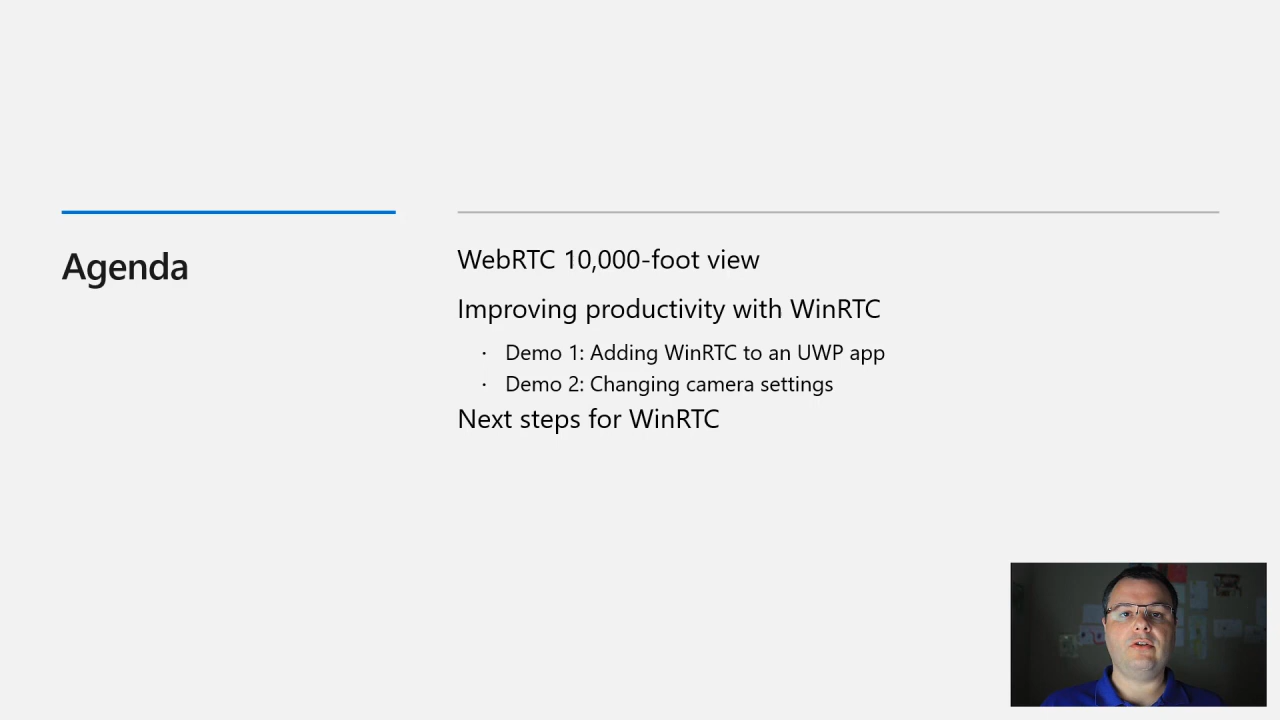 Agenda
WebRTC 10,000-foot view
Improving productivity with WinRTC
· Demo 1: Adding WinRTC to an UWP app
· Demo 2: Changing camera settings
Next steps for WinRTC